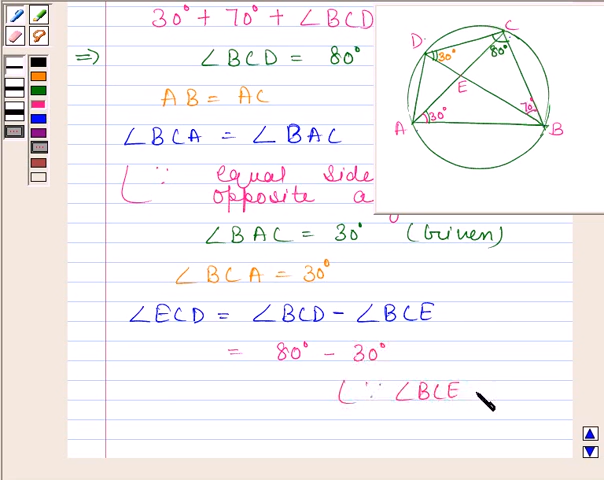 30° + 70° + ∠BCD
⇒ ∠BCD = 80°
AB = AC
∠BCA = ∠BAC
(∵ equal side
opposite a
∠BAC = 30° (Given)
∠BCA = 30°
∠ECD = ∠BCD - ∠BCE
= 80° - 30°
(∵ ∠BCE
C
D
30°
80°
E
A
30°
70
B